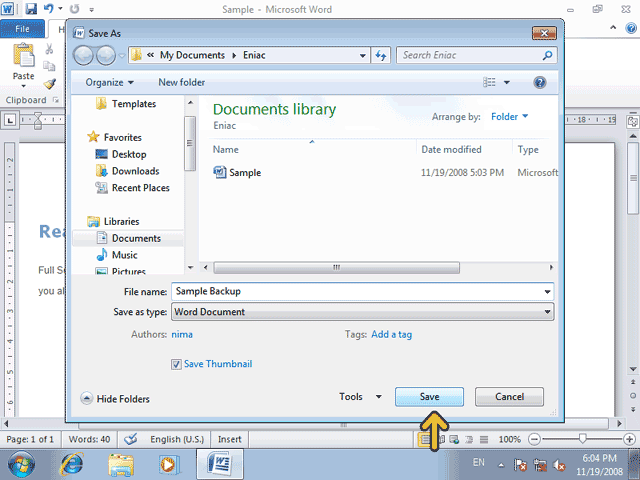 Sample - Microsoft Word
File
H
Save As
« My Documents Eniac
Search Eniac
Organize
New folder
Paste
Clipboard
Templates
Favorites
Desktop
Downloads
Recent Places
Libraries
Documents
Music
Pictures
Documents library
Eniac
Arrange by: Folder
Name Date modified Type
Sample 11/19/2008 5:03 PM Microsoft
18 19
Rea
Full Sc
you al
File name: Sample Backup
Save as type: Word Document
Authors: nima
Tags: Add a tag
Save Thumbnail
Hide Folders
Tools
Save
Cancel
Page: 1 of 1 Words: 40 English (U.S.) Insert 100%
EN
6:04 PM
11/19/2008